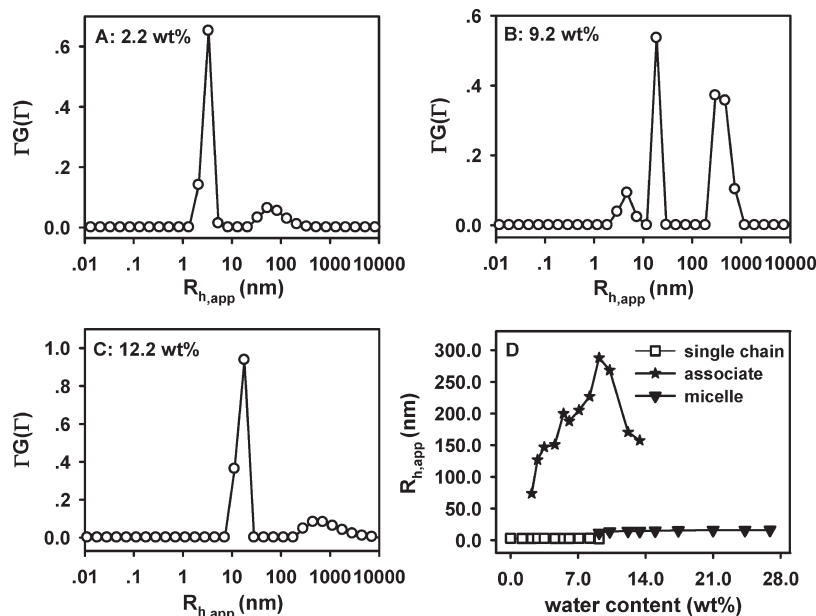 A: 2.2 wt%
ΓG(Γ)
.6
.4
.2
0.0
.01 .1 1 10 100 1000 10000
R_h,app (nm)
B: 9.2 wt%
ΓG(Γ)
.6
.4
.2
0.0
.01 .1 1 10 100 1000 10000
R_h,app (nm)
C: 12.2 wt%
ΓG(Γ)
1.0
.8
.6
.4
.2
0.0
.01 .1 1 10 100 1000 10000
R_h,app (nm)
D
single chain
associate
micelle
R_h,app (nm)
300.0
250.0
200.0
150.0
100.0
50.0
0.0
0.0 7.0 14.0 21.0 28.0
water content (wt%)